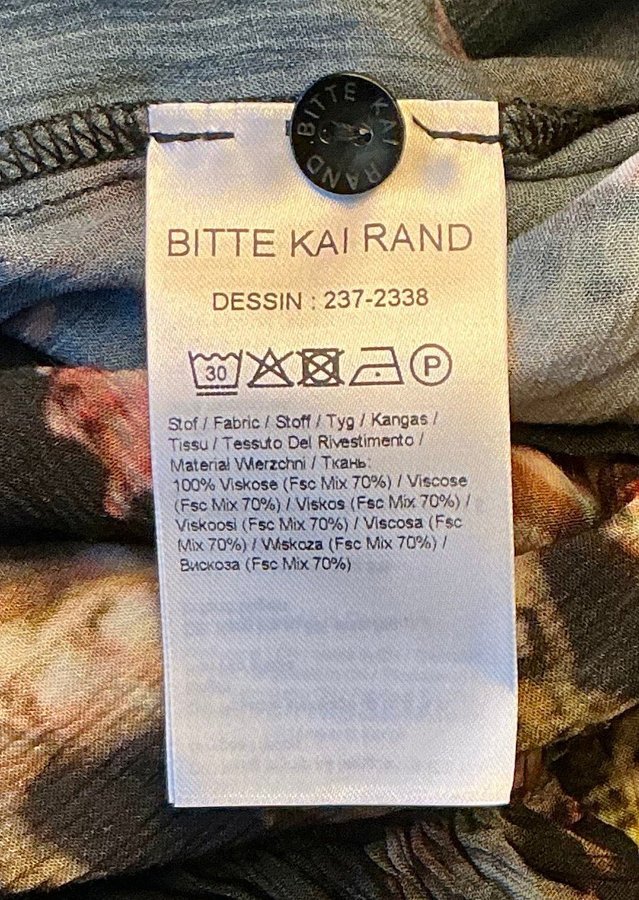 BITTE KAI RAND
BITTE KAI RAND
DESSIN : 237-2338
30 P
Stof / Fabric / Stoff / Tyg / Kangas /
Tissu / Tessuto Del Rivestimento /
Material Wierzchni / Ткань:
100% Viskose (Fsc Mix 70%) / Viscose
(Fsc Mix 70%) / Viskos (Fsc Mix 70%) /
Viskoosi (Fsc Mix 70%) / Viscosa (Fsc
Mix 70%) / Wiskoza (Fsc Mix 70%) /
Вискоза (Fsc Mix 70%)